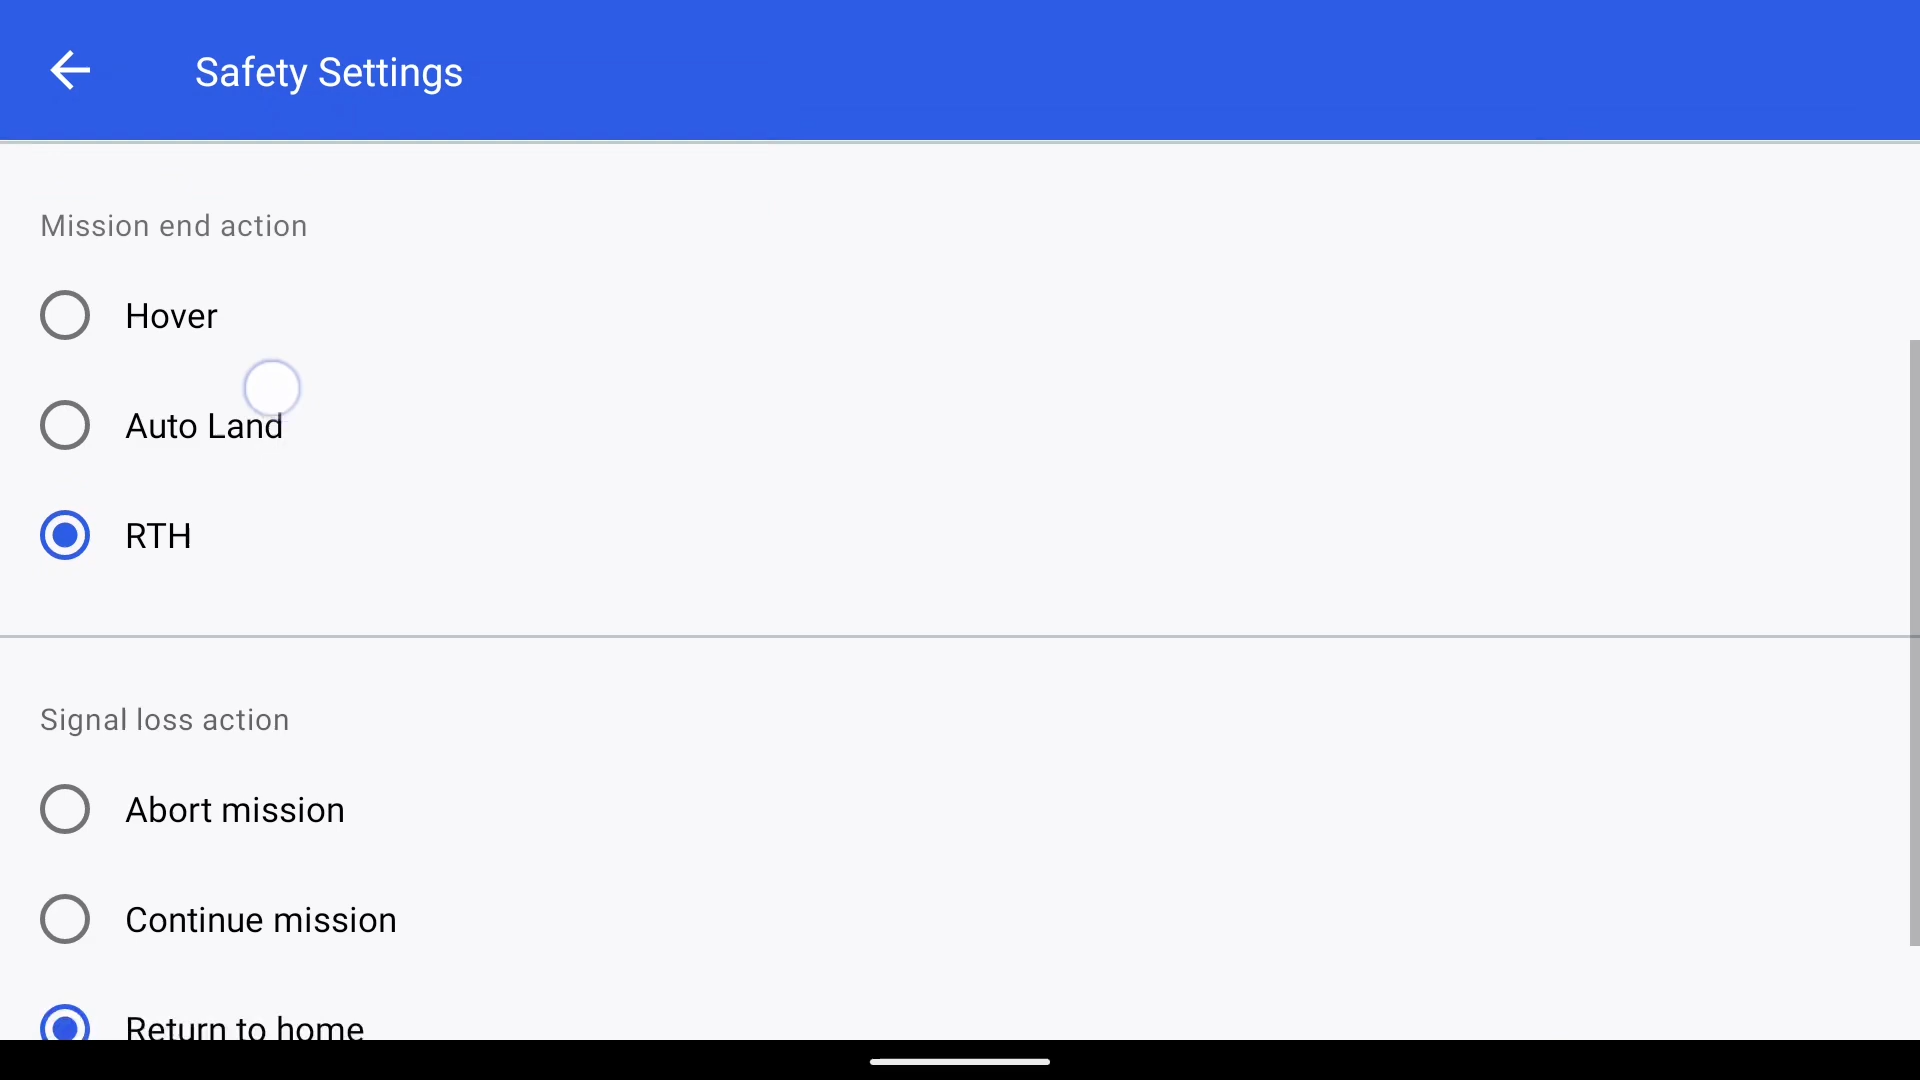 Safety Settings
Mission end action
Hover
Auto Land
RTH
Signal loss action
Abort mission
Continue mission
Return to home